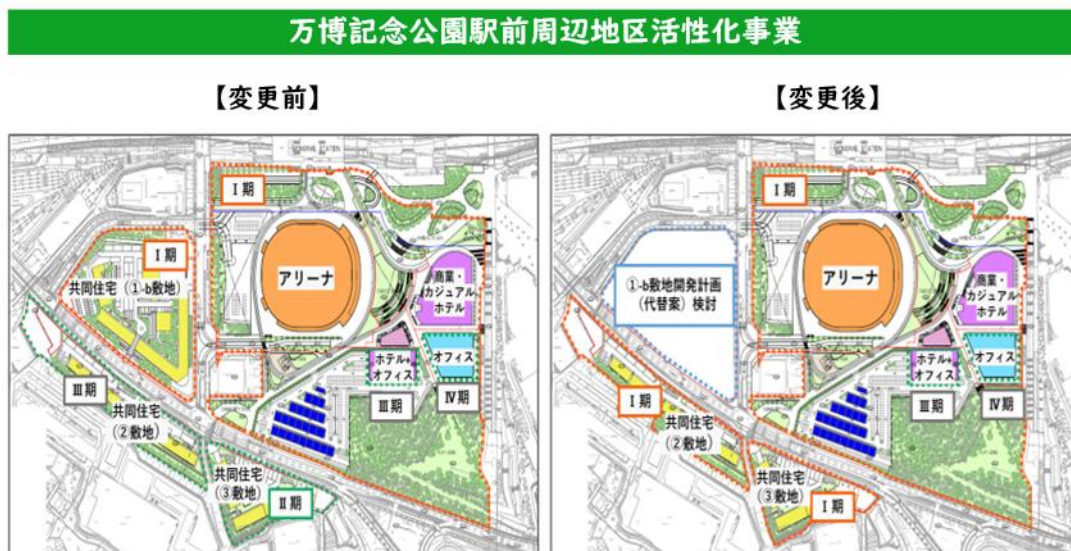 万博記念公園駅前周辺地区活性化事業
【変更前】
【変更後】
Ⅰ期
アリーナ
Ⅰ期
共同住宅（①-b敷地）
商業・
カジュアル
ホテル
ホテル+
オフィス
オフィス
Ⅲ期
Ⅳ期
Ⅲ期
共同住宅
（②敷地）
共同住宅
（③敷地）
Ⅱ期
Ⅰ期
アリーナ
①-b敷地開発計画
（代替案）検討
商業・
カジュアル
ホテル
ホテル+
オフィス
オフィス
Ⅲ期
Ⅳ期
Ⅰ期
共同住宅
（②敷地）
共同住宅
（③敷地）
Ⅰ期